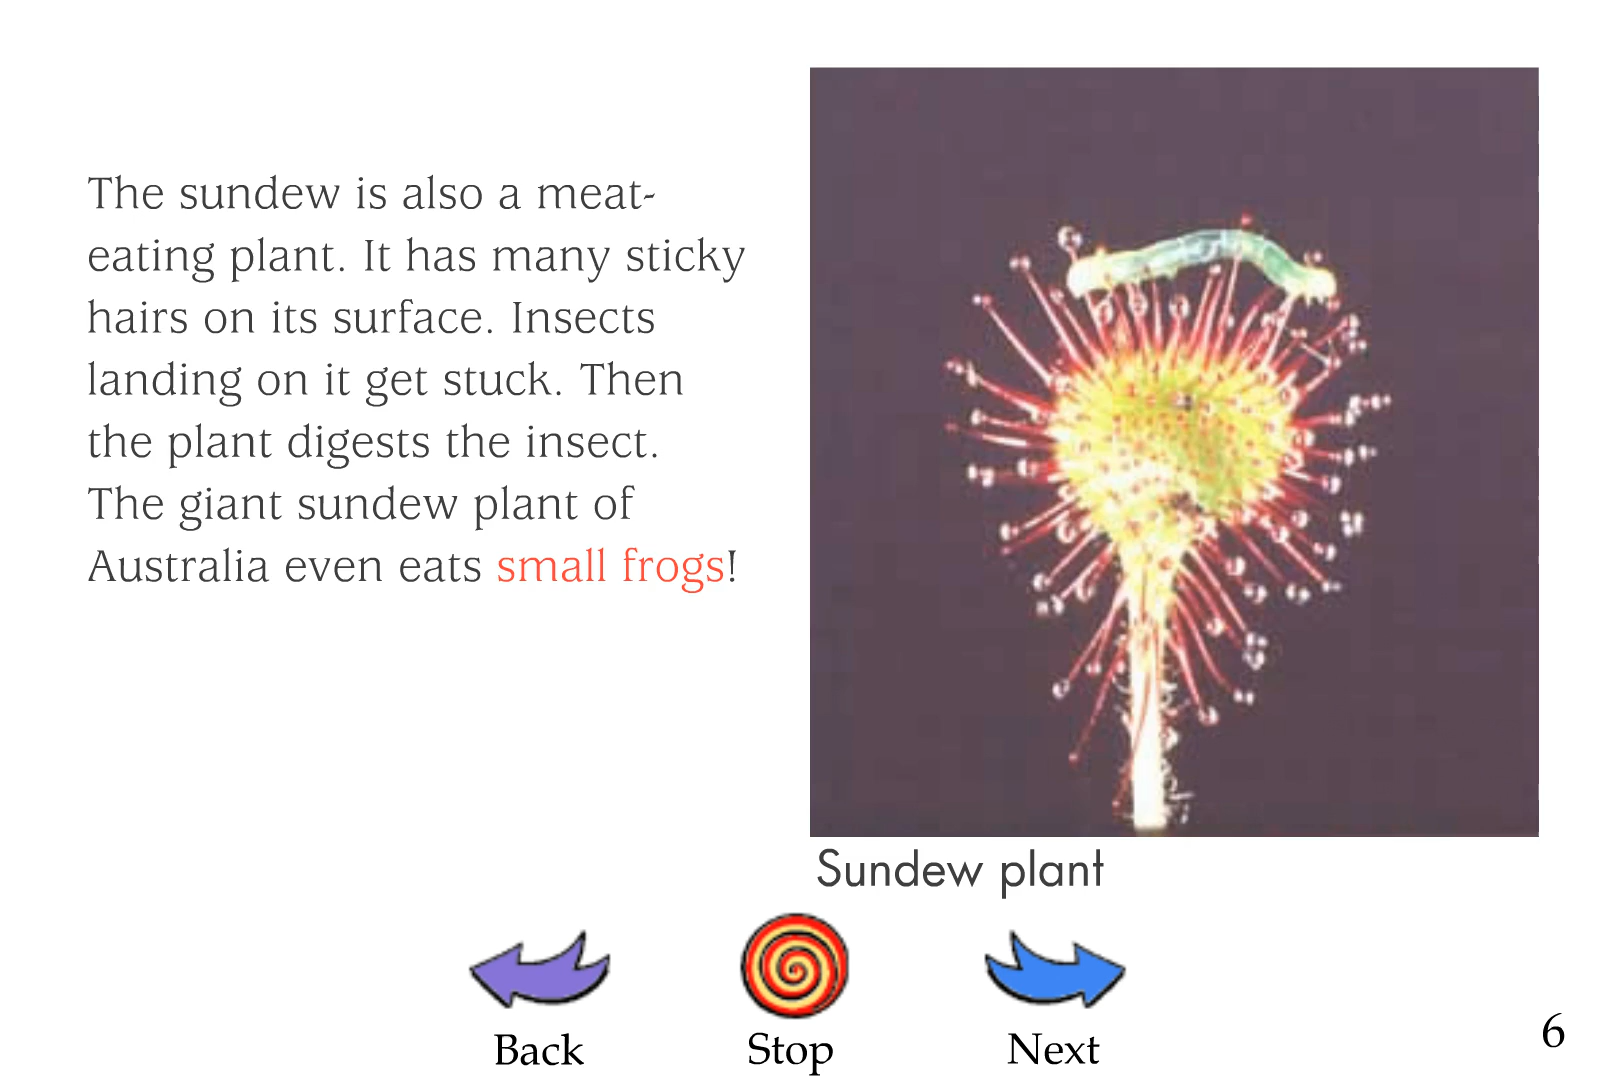 The sundew is also a meat-
eating plant. It has many sticky
hairs on its surface. Insects
landing on it get stuck. Then
the plant digests the insect.
The giant sundew plant of
Australia even eats small frogs!
Sundew plant
Back
Stop
Next
6